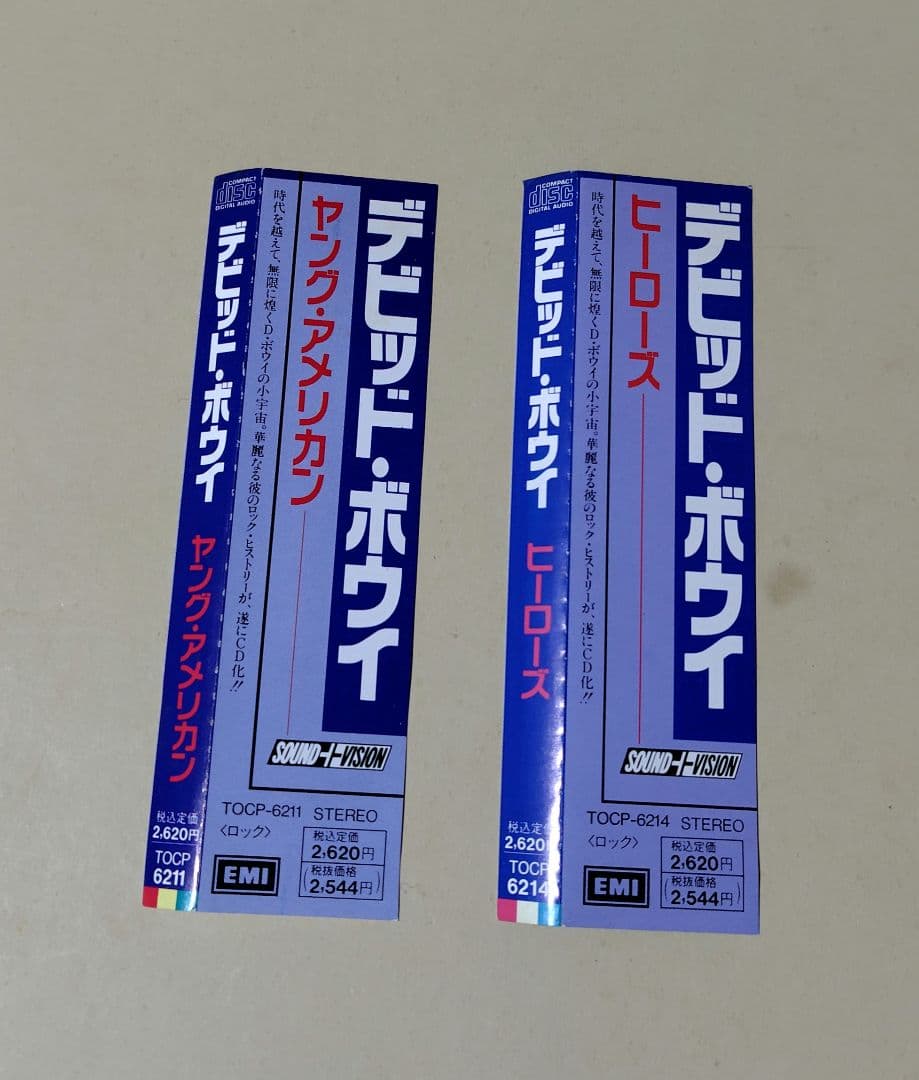 COMPACT
disc
DIGITAL AUDIO
デビッド・ボウイ
ヤング・アメリカン
税込定価
2,620円
TOCP
6211
デビッド・ボウイ
ヤング・アメリカン
時代を越えて、無限に煌くD・ボウイの小宇宙。華麗なる彼のロック・ヒストリーが、遂にCD化!!
SOUND+VISION
TOCP-6211 STEREO
〈ロック〉
税込定価
2,620円
(税抜価格
2,544円)
EMI
COMPACT
disc
DIGITAL AUDIO
デビッド・ボウイ
ヒーローズ
税込定価
2,620
TOCP
6214
デビッド・ボウイ
ヒーローズ
時代を越えて、無限に煌くD・ボウイの小宇宙。華麗なる彼のロック・ヒストリーが、遂にCD化!!
SOUND+VISION
TOCP-6214 STEREO
〈ロック〉
税込定価
2,620円
(税抜価格
2,544円)
EMI